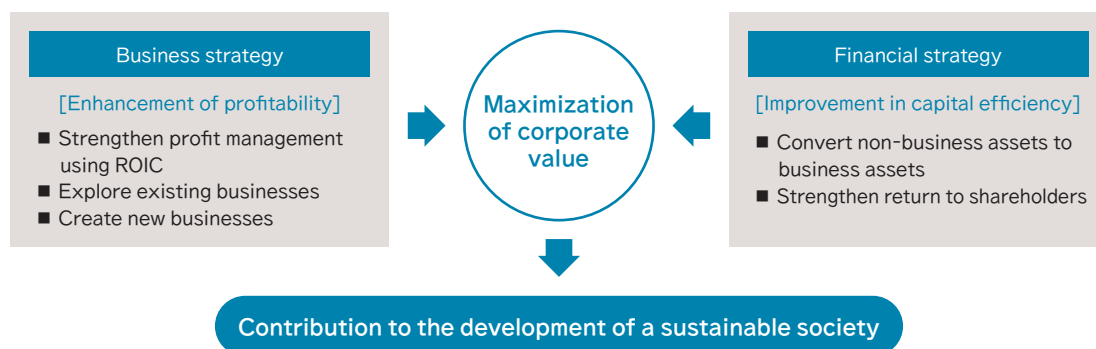 Business strategy
[Enhancement of profitability]
■ Strengthen profit management
using ROIC
■ Explore existing businesses
■ Create new businesses
Maximization
of corporate
value
Financial strategy
[Improvement in capital efficiency]
■ Convert non-business assets to
business assets
■ Strengthen return to shareholders
Contribution to the development of a sustainable society